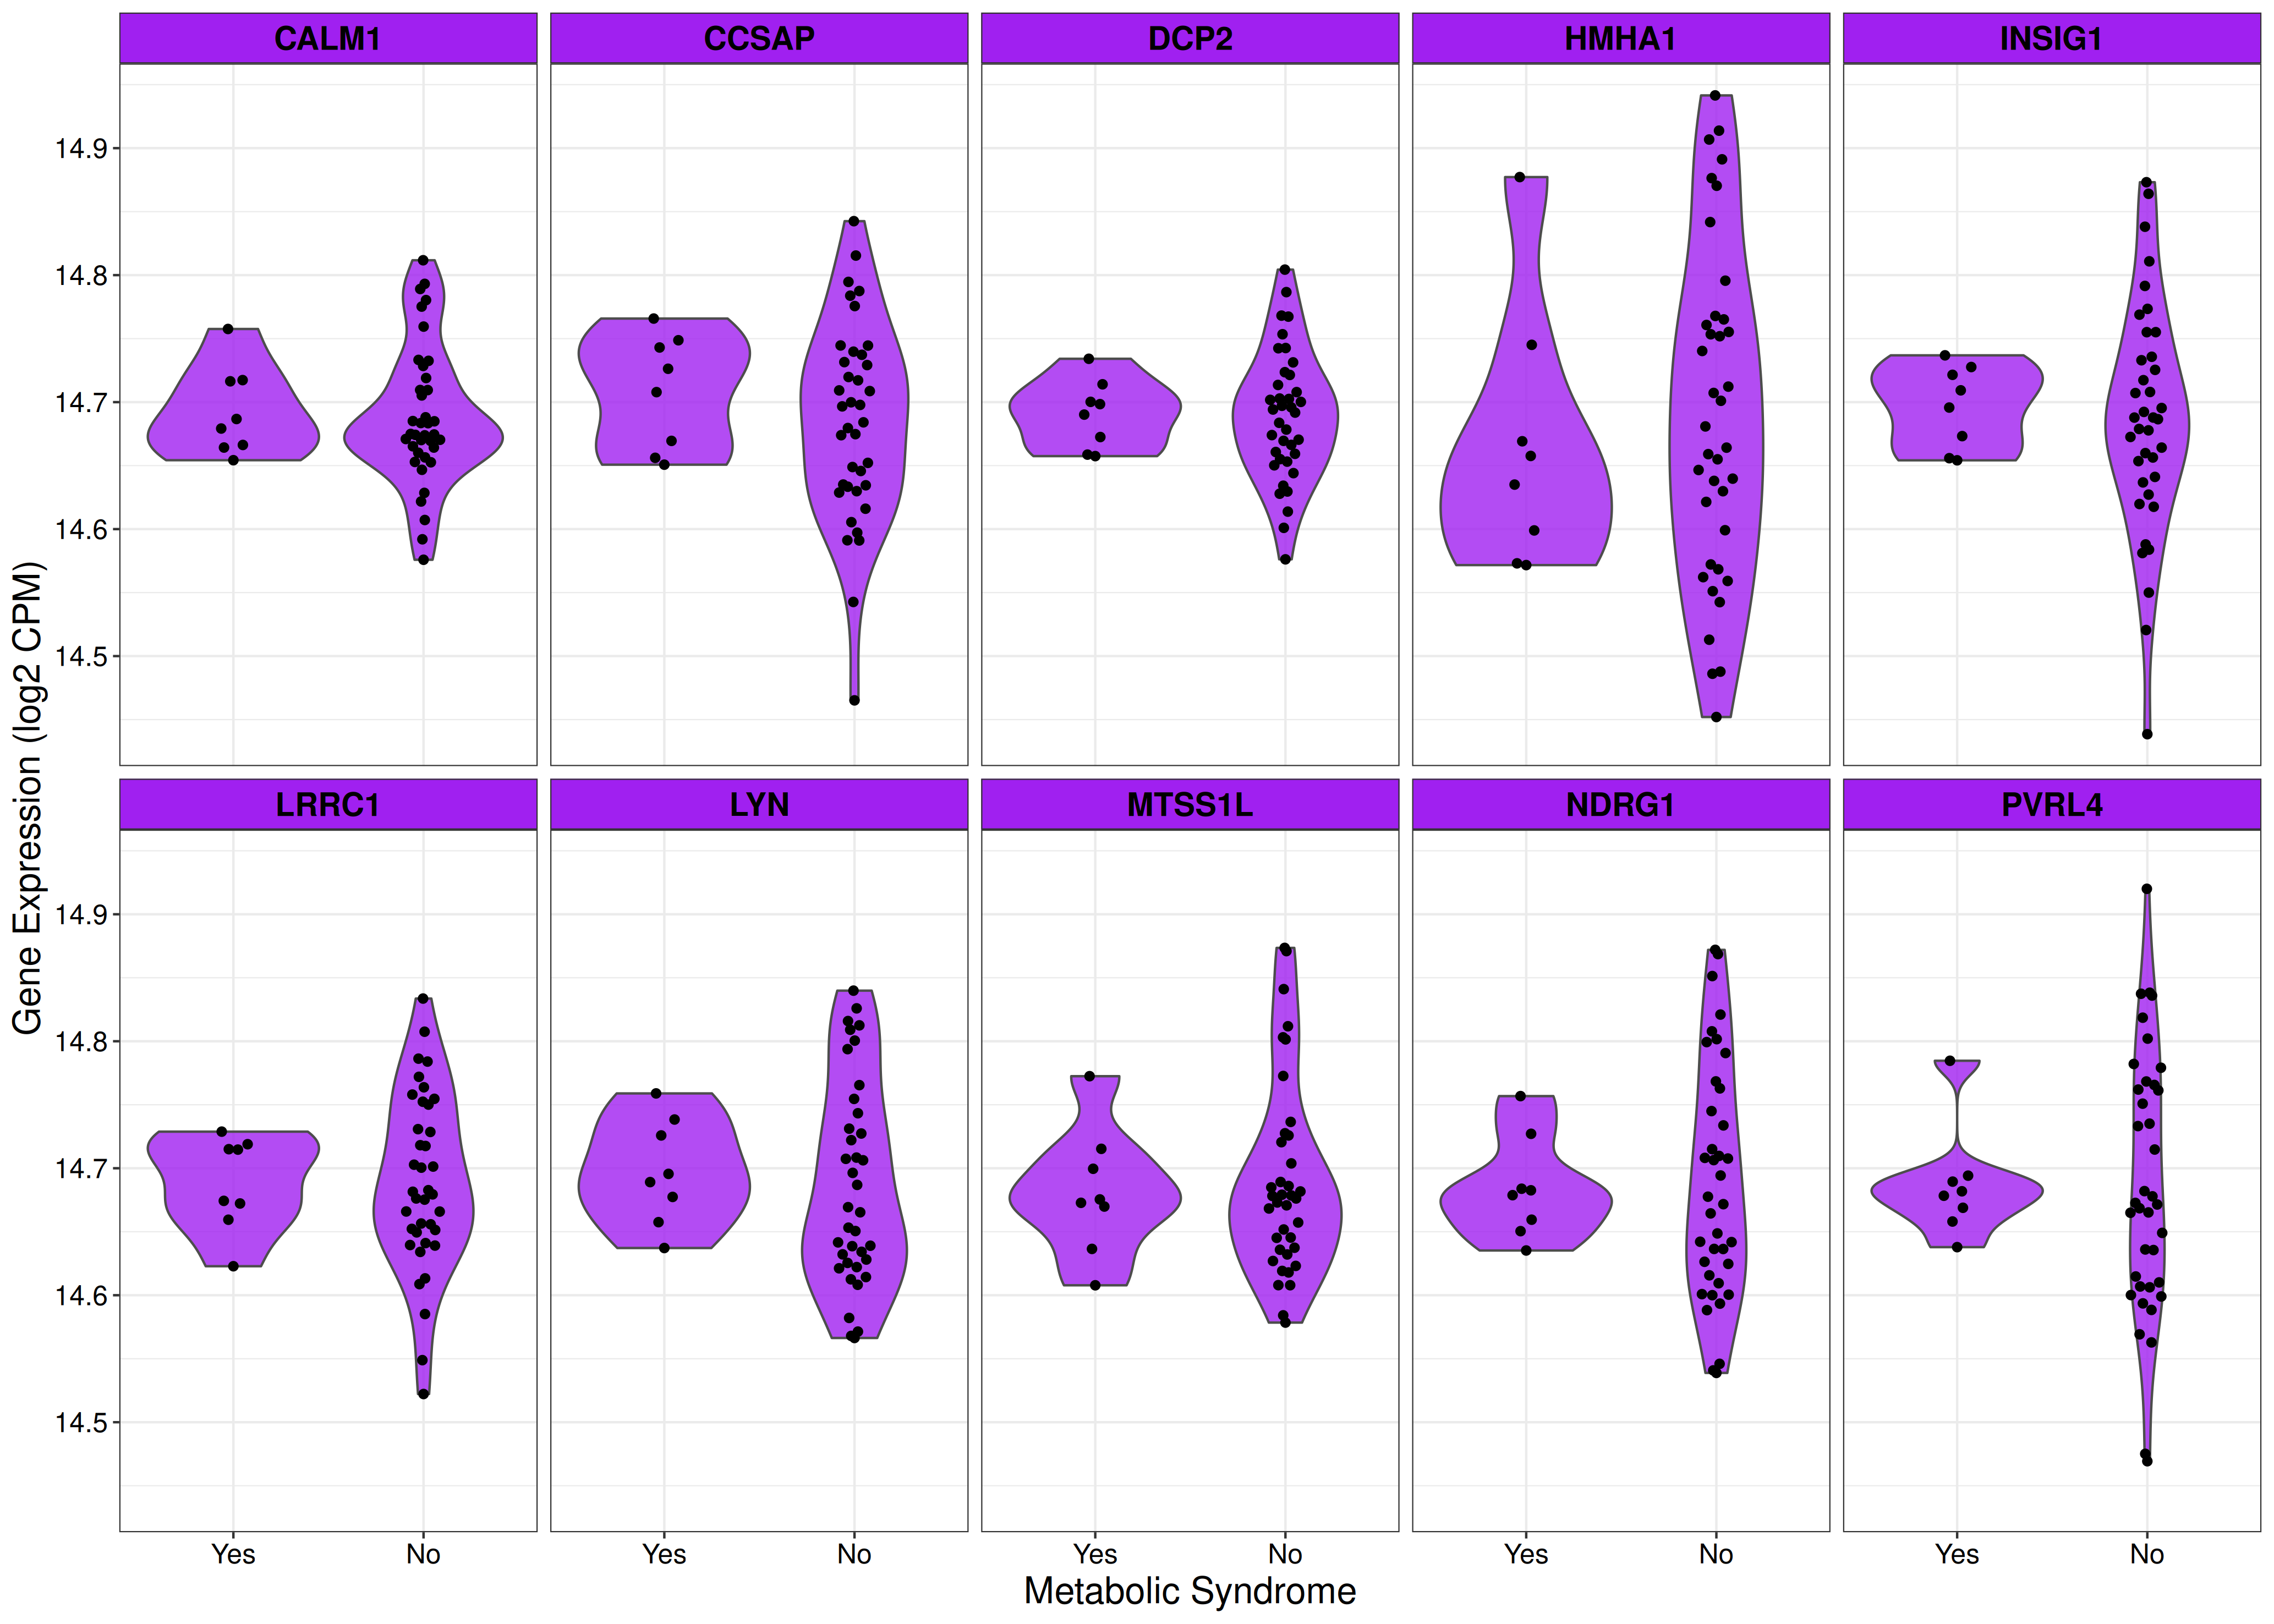 CALM1 CCSAP DCP2 HMHA1 INSIG1
14.9
14.8
14.7
14.6
14.5
Gene Expression (log2 CPM)
LRRC1 LYN MTSS1L NDRG1 PVRL4
14.9
14.8
14.7
14.6
14.5
Yes No Yes No Yes No Yes No Yes No
Metabolic Syndrome